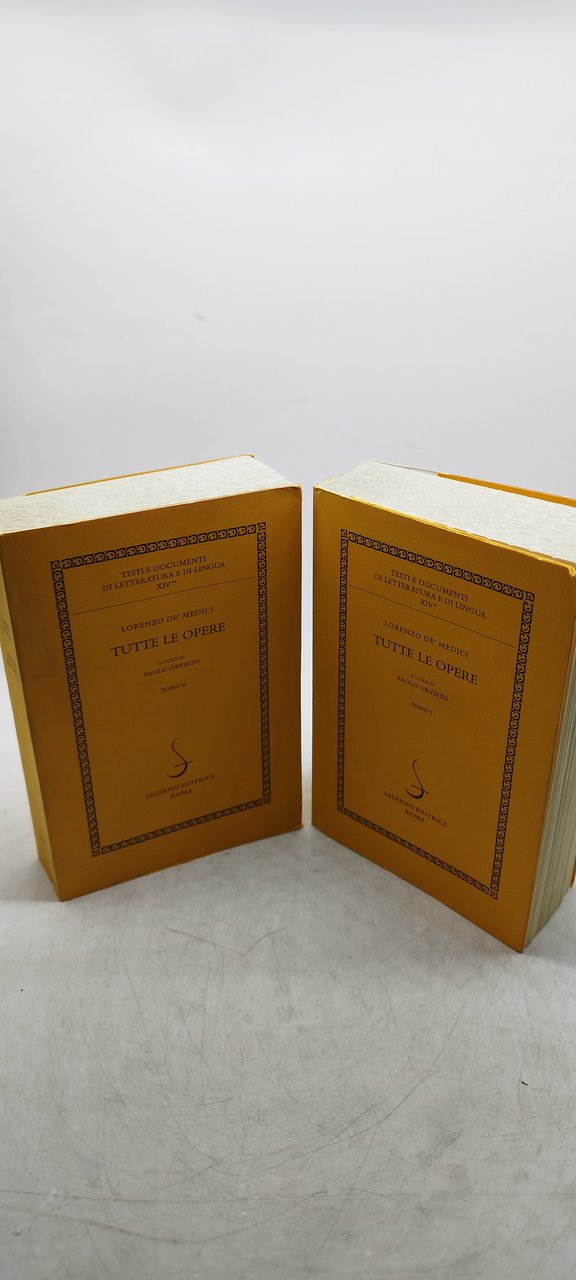 TESTI E DOCUMENTI
DI LETTERATURA E DI LINGUA
XIV**
LORENZO DE' MEDICI
TUTTE LE OPERE
A CURA DI
PAOLO ORVIETO
TOMO II
SALERNO EDITRICE
ROMA
TESTI E DOCUMENTI
DI LETTERATURA E DI LINGUA
XIV*
LORENZO DE' MEDICI
TUTTE LE OPERE
A CURA DI
PAOLO ORVIETO
TOMO I
SALERNO EDITRICE
ROMA